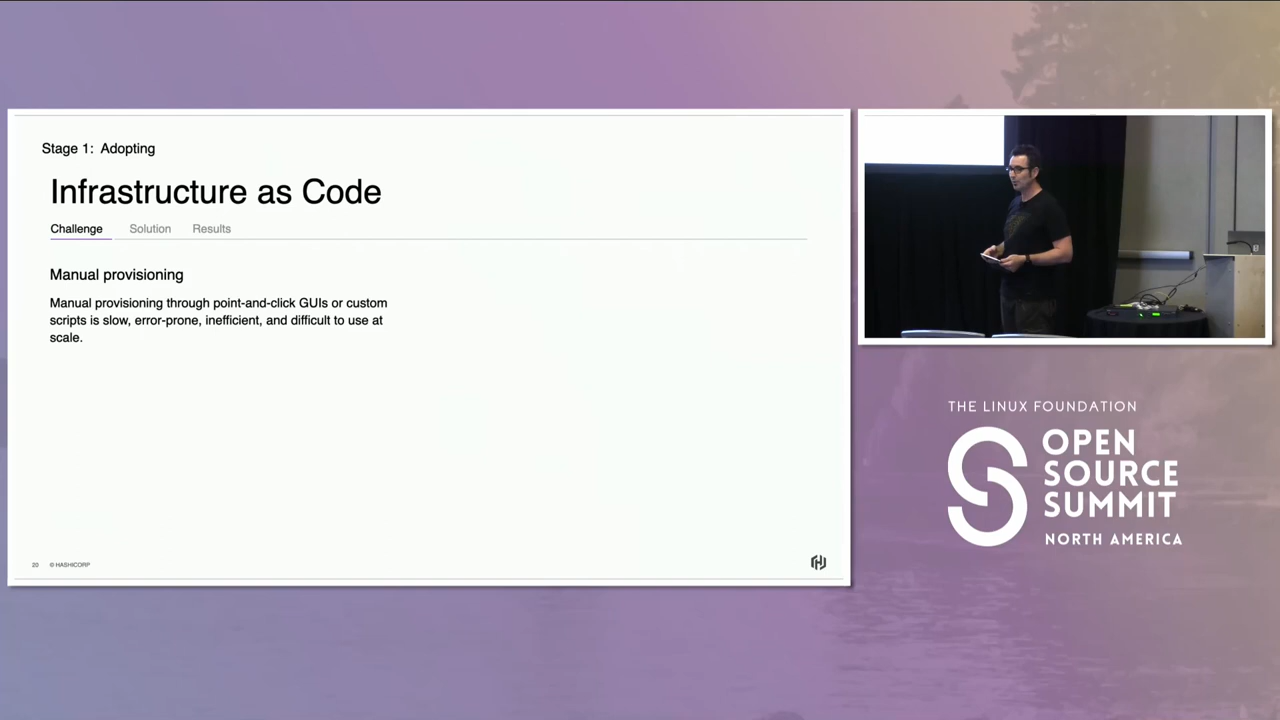 Stage 1: Adopting
Infrastructure as Code
Challenge Solution Results
Manual provisioning
Manual provisioning through point-and-click GUIs or custom
scripts is slow, error-prone, inefficient, and difficult to use at
scale.
20 © HASHICORP
THE LINUX FOUNDATION
OPEN
SOURCE
SUMMIT
NORTH AMERICA